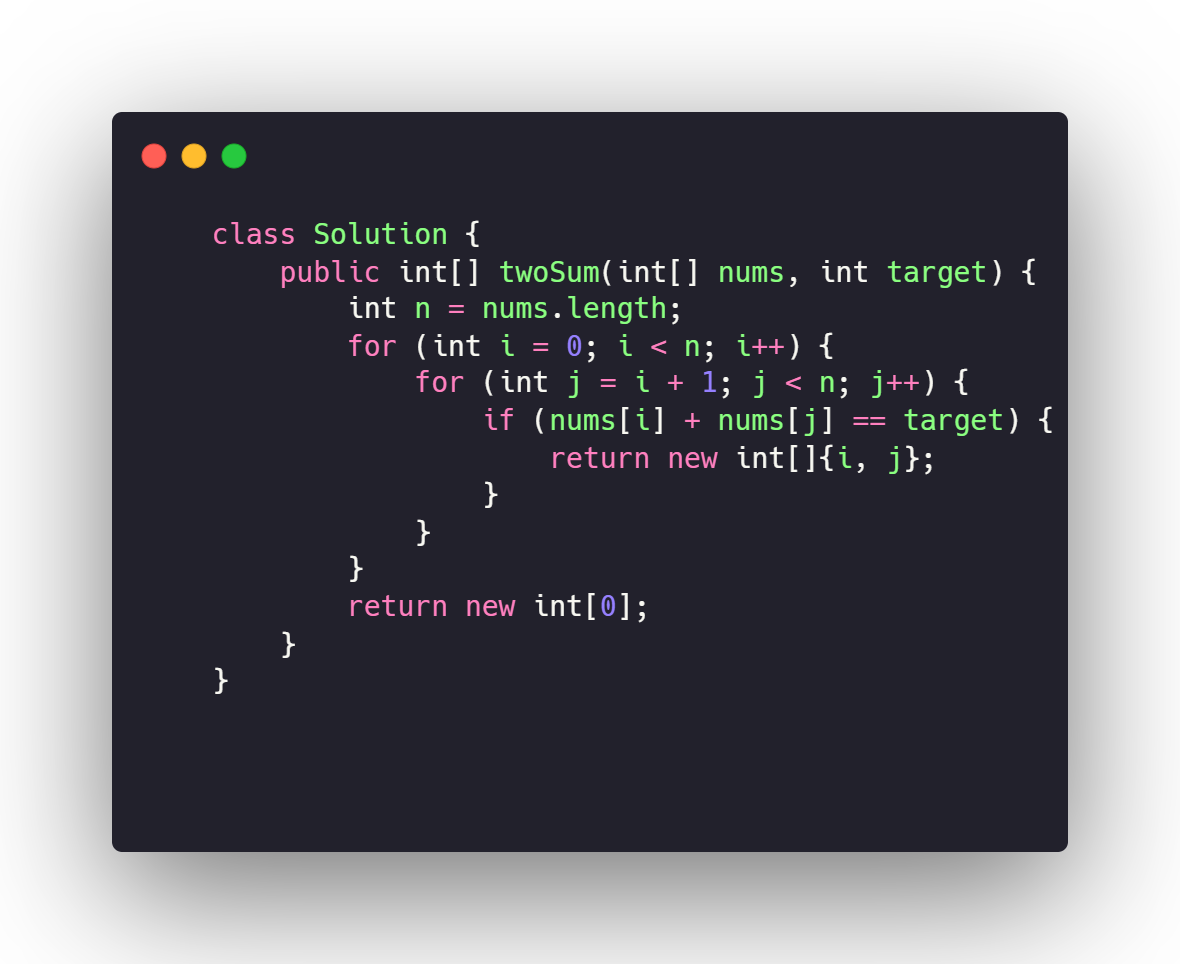 class Solution {
    public int[] twoSum(int[] nums, int target) {
        int n = nums.length;
        for (int i = 0; i < n; i++) {
            for (int j = i + 1; j < n; j++) {
                if (nums[i] + nums[j] == target) {
                    return new int[]{i, j};
                }
            }
        }
        return new int[0];
    }
}